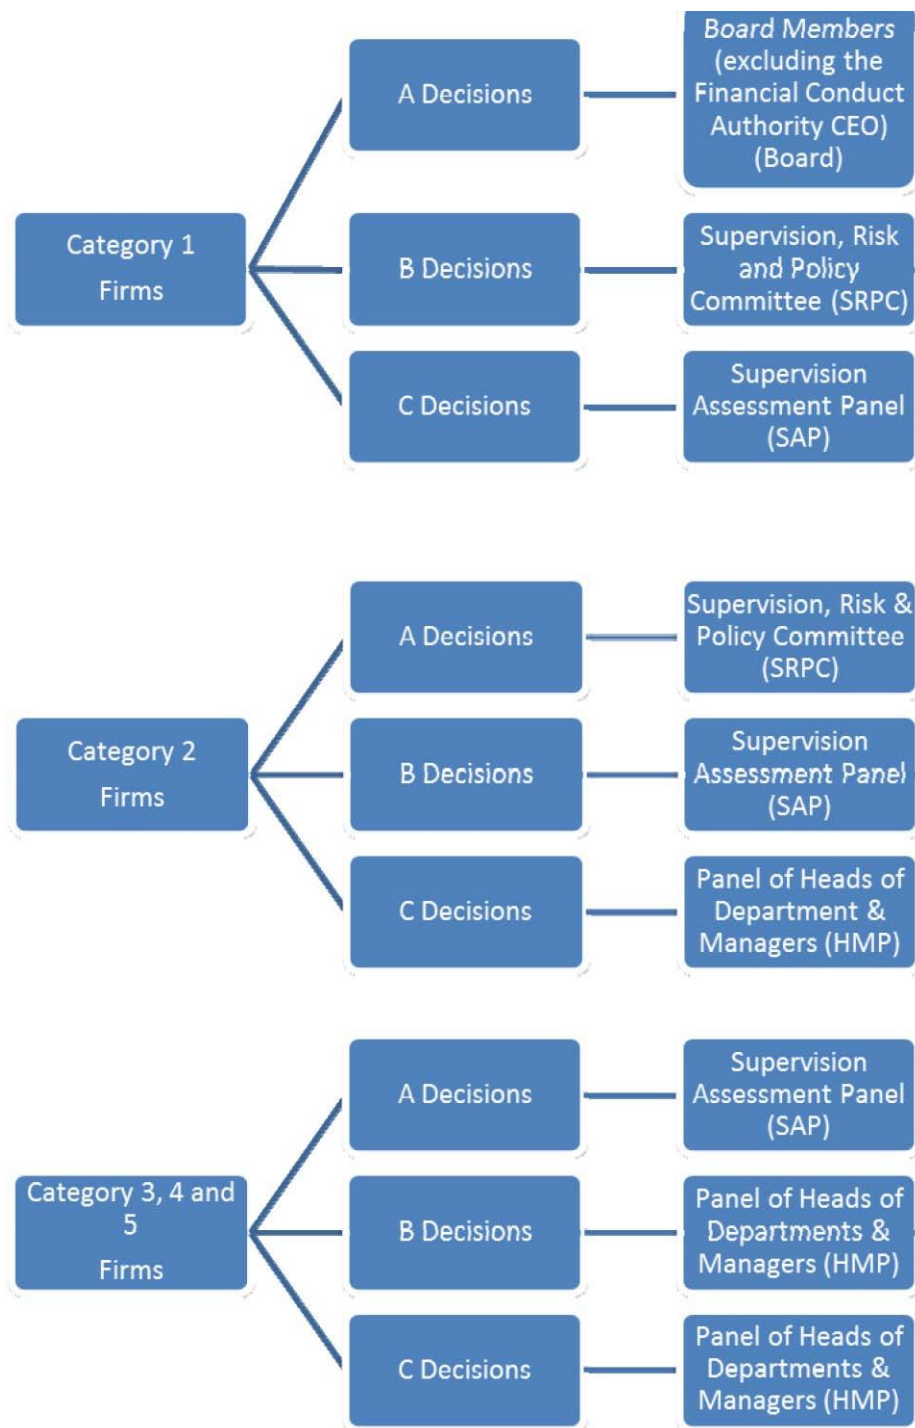 Category 1
Firms
A Decisions
Board Members
(excluding the
Financial Conduct
Authority CEO)
(Board)
B Decisions
Supervision, Risk
and Policy
Committee (SRPC)
C Decisions
Supervision
Assessment Panel
(SAP)
Category 2
Firms
A Decisions
Supervision, Risk &
Policy Committee
(SRPC)
B Decisions
Supervision
Assessment Panel
(SAP)
C Decisions
Panel of Heads of
Department &
Managers (HMP)
Category 3, 4 and
5
Firms
A Decisions
Supervision
Assessment Panel
(SAP)
B Decisions
Panel of Heads of
Departments &
Managers (HMP)
C Decisions
Panel of Heads of
Departments &
Managers (HMP)